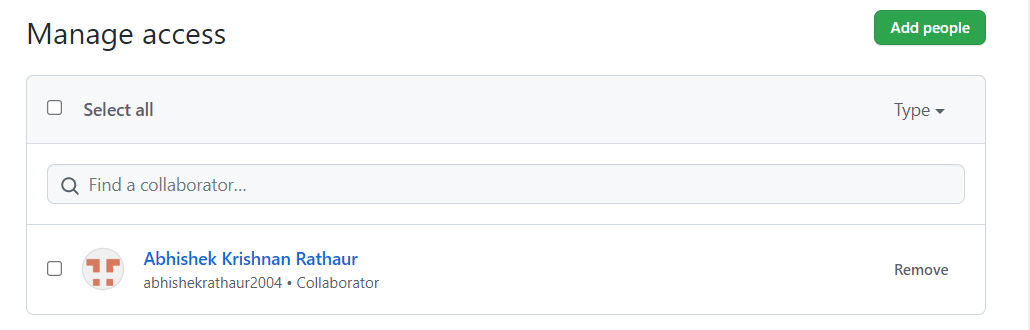 Manage access
Add people
Select all
Type
Find a collaborator...
Abhishek Krishnan Rathaur
abhishekrathaur2004 • Collaborator
Remove